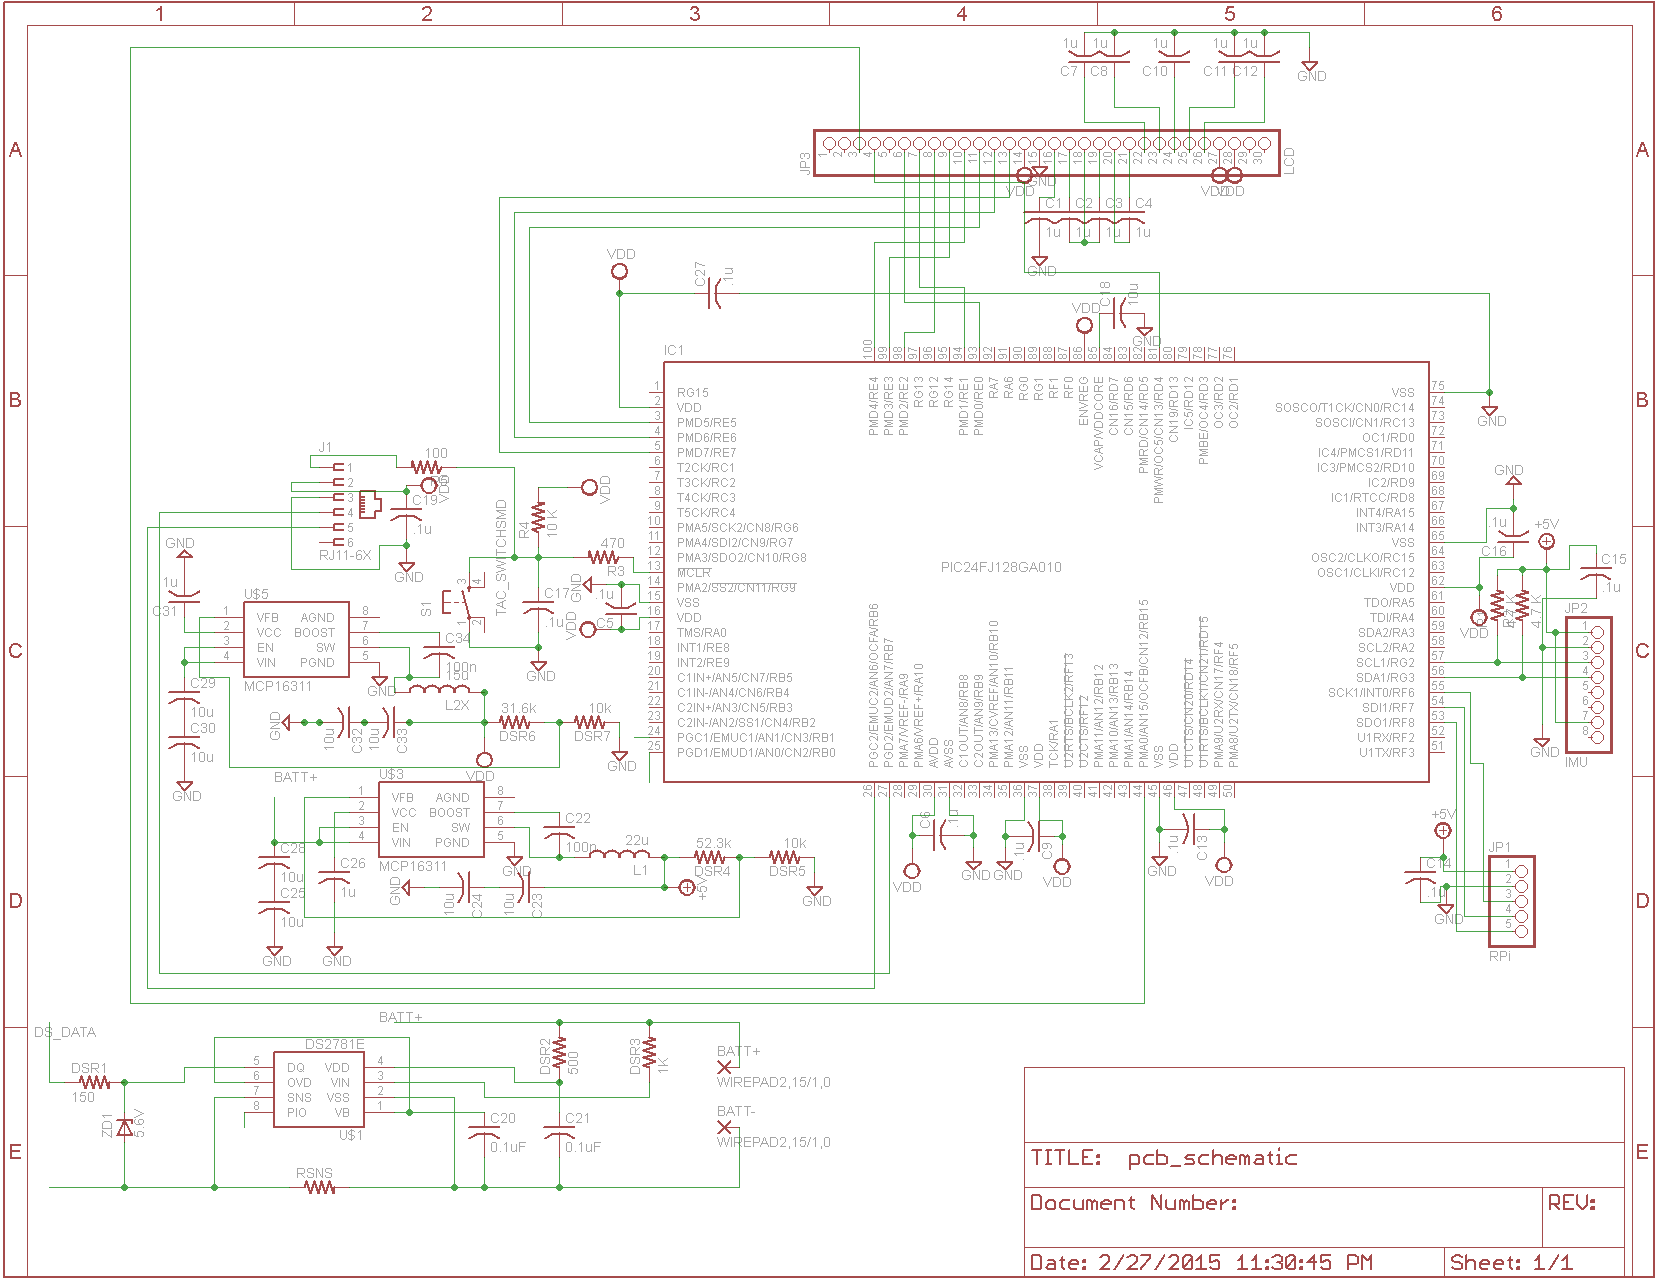 1 2 3 4 5 6
A
B
C
D
E
A
B
C
D
E
1u 1u 1u 1u 1u
C7 C8 C10 C11 C12
GND
JP3
1 2 3 4 5 6 7 8 9 10 11 12 13 14 15 16 17 18 19 20 21 22 23 24 25 26 27 28 29 30
LCD
VDD GND VDD VDD
C1 C2 C3 C4
1u 1u 1u 1u
GND
VDD
C27
.1u
VDD
C18
10u
GND
IC1
100 99 98 97 96 95 94 93 92 91 90 89 88 87 86 85 84 83 82 81 80 79 78 77 76
PMD4/RE4
PMD3/RE3
PMD2/RE2
RG13
RG12
RG14
PMD1/RE1
PMD0/RE0
RA7
RA6
RG0
RG1
RF1
RF0
ENVREG
VCAP/VDDCORE
CN16/RD7
CN15/RD6
PMRD/CN14/RD5
PMWR/OC5/CN13/RD4
CN19/RD13
IC5/RD12
PMBE/OC4/RD3
OC3/RD2
OC2/RD1
1 RG15
2 VDD
3 PMD5/RE5
4 PMD6/RE6
5 PMD7/RE7
6 T2CK/RC1
7 T3CK/RC2
8 T4CK/RC3
9 T5CK/RC4
10 PMA5/SCK2/CN8/RG6
11 PMA4/SDI2/CN9/RG7
12 PMA3/SDO2/CN10/RG8
13 MCLR
14 PMA2/SS2/CN11/RG9
15 VSS
16 VDD
17 TMS/RA0
18 INT1/RE8
19 INT2/RE9
20 C1IN+/AN5/CN7/RB5
21 C1IN-/AN4/CN6/RB4
22 C2IN+/AN3/CN5/RB3
23 C2IN-/AN2/SS1/CN4/RB2
24 PGC1/EMUC1/AN1/CN3/RB1
25 PGD1/EMUD1/AN0/CN2/RB0
PIC24FJ128GA010
VSS 75
SOSCO/T1CK/CN0/RC14 74
SOSCI/CN1/RC13 73
OC1/RD0 72
IC4/PMCS1/RD11 71
IC3/PMCS2/RD10 70
IC2/RD9 69
IC1/RTCC/RD8 68
INT4/RA15 67
INT3/RA14 66
VSS 65
OSC2/CLKO/RC15 64
OSC1/CLKI/RC12 63
VDD 62
TDO/RA5 61
TDI/RA4 60
SDA2/RA3 59
SCL2/RA2 58
SCL1/RG2 57
SDA1/RG3 56
SCK1/INT0/RF6 55
SDI1/RF7 54
SDO1/RF8 53
U1RX/RF2 52
U1TX/RF3 51
PGC2/EMUC2/AN6/OCFA/RB6
PGD2/EMUD2/AN7/RB7
PMA7/VREF-/RA9
PMA6/VREF+/RA10
AVDD
AVSS
C1OUT/AN8/RB8
C2OUT/AN9/RB9
PMA13/CVREF/AN10/RB10
PMA12/AN11/RB11
VSS
VDD
TCK/RA1
U2RTS/BCLK2/RF13
U2CTS/RF12
PMA11/AN12/RB12
PMA10/AN13/RB13
PMA1/AN14/RB14
PMA0/AN15/OCFB/CN12/RB15
VSS
VDD
U1CTS/CN20/RD14
U1RTS/BCLK1/CN21/RD15
PMA9/U2RX/CN17/RF4
PMA8/U2TX/CN18/RF5
26 27 28 29 30 31 32 33 34 35 36 37 38 39 40 41 42 43 44 45 46 47 48 49 50
GND
GND
.1u
C16
+5V
C15
.1u
VDD
4.7K
JP2
1
2
3
4
5
6
7
8
GND
IMU
J1
1
2
3
4
5
6
RJ11-6X
100
VDD
C19
.1u
GND
R4
10 K
VDD
TAC_SWITCHSMD
S1
3 4
1 2
470
R3
C17
.1u
GND
GND
.1u
C5
VDD
GND
1u
C31
U$5
1 VFB
2 VCC
3 EN
4 VIN
AGND 8
BOOST 7
SW 6
PGND 5
MCP16311
C34
100n
GND
15u
L2X
C29
10u
C30
10u
GND
GND
10u
C32
10u
C33
31.6k
DSR6
10k
DSR7
VDD
GND
BATT+
U$3
1 VFB
2 VCC
3 EN
4 VIN
AGND 8
BOOST 7
SW 6
PGND 5
MCP16311
C22
100n
GND
22u
L1
52.3k
DSR4
10k
DSR5
GND
C28
10u
C25
10u
GND
C26
1u
GND
GND
10u
C24
10u
C23
+5V
VDD
C6
.1u
GND
GND
.1u
C9
VDD
GND
.1u
C13
VDD
+5V
C14
.1u
GND
JP1
1
2
3
4
5
RPi
DS_DATA
DSR1
150
ZD1
5.6V
BATT+
DS2781E
5 DQ
6 OVD
7 SNS
8 PIO
VDD 4
VIN 3
VSS 2
VB 1
U$1
RSNS
DSR2
500
DSR3
1K
C20
0.1uF
C21
0.1uF
BATT+
WIREPAD2,15/1,0
BATT-
WIREPAD2,15/1,0
TITLE: pcb_schematic
Document Number:
REV:
Date: 2/27/2015 11:30:45 PM
Sheet: 1/1